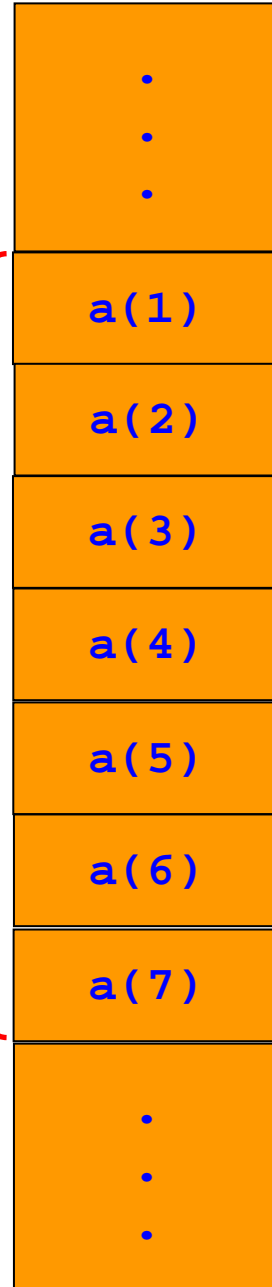 .
.
.
a(1)
a(2)
a(3)
a(4)
a(5)
a(6)
a(7)
.
.
.